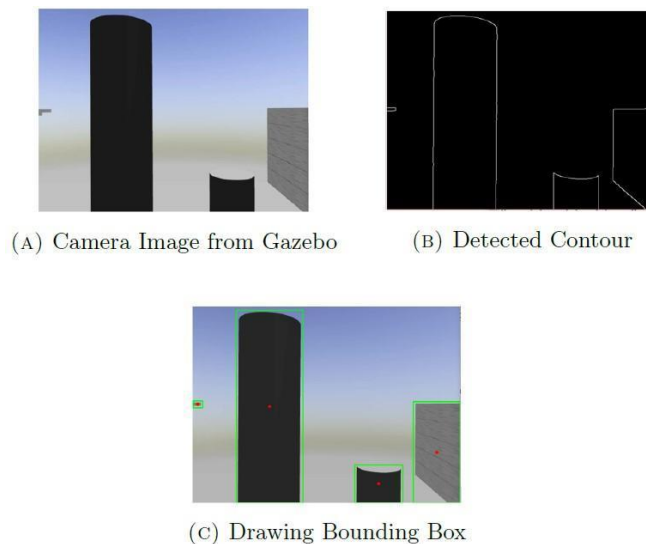 (A) Camera Image from Gazebo
(B) Detected Contour
(C) Drawing Bounding Box